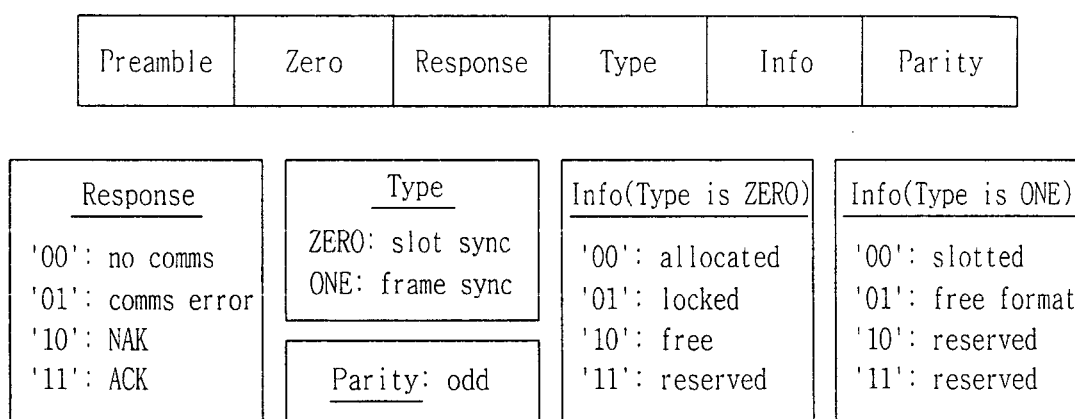 Preamble Zero Response Type Info Parity
Response
'00': no comms
'01': comms error
'10': NAK
'11': ACK
Type
ZERO: slot sync
ONE: frame sync
Parity: odd
Info(Type is ZERO)
'00': allocated
'01': locked
'10': free
'11': reserved
Info(Type is ONE)
'00': slotted
'01': free format
'10': reserved
'11': reserved